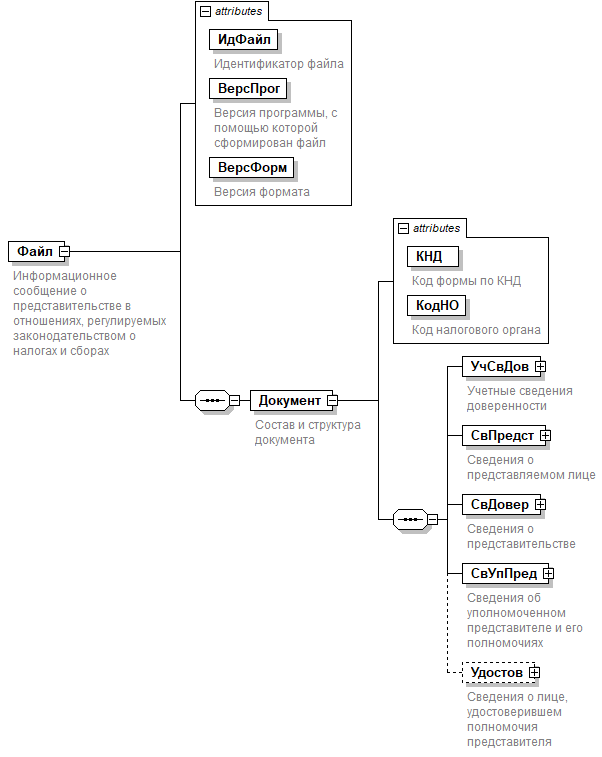 attributes
ИдФайл
Идентификатор файла
ВерсПрог
Версия программы, с
помощью которой
сформирован файл
ВерсФорм
Версия формата
Файл
Информационное
сообщение о
представительстве в
отношениях, регулируемых
законодательством о
налогах и сборах
attributes
КНД
Код формы по КНД
КодНО
Код налогового органа
Документ
Состав и структура
документа
УчСвДов
Учетные сведения
доверенности
СвПредст
Сведения о
представляемом лице
СвДовер
Сведения о
представительстве
СвУпПред
Сведения об
уполномоченном
представителе и его
полномочиях
Удостов
Сведения о лице,
удостоверившем
полномочия
представителя